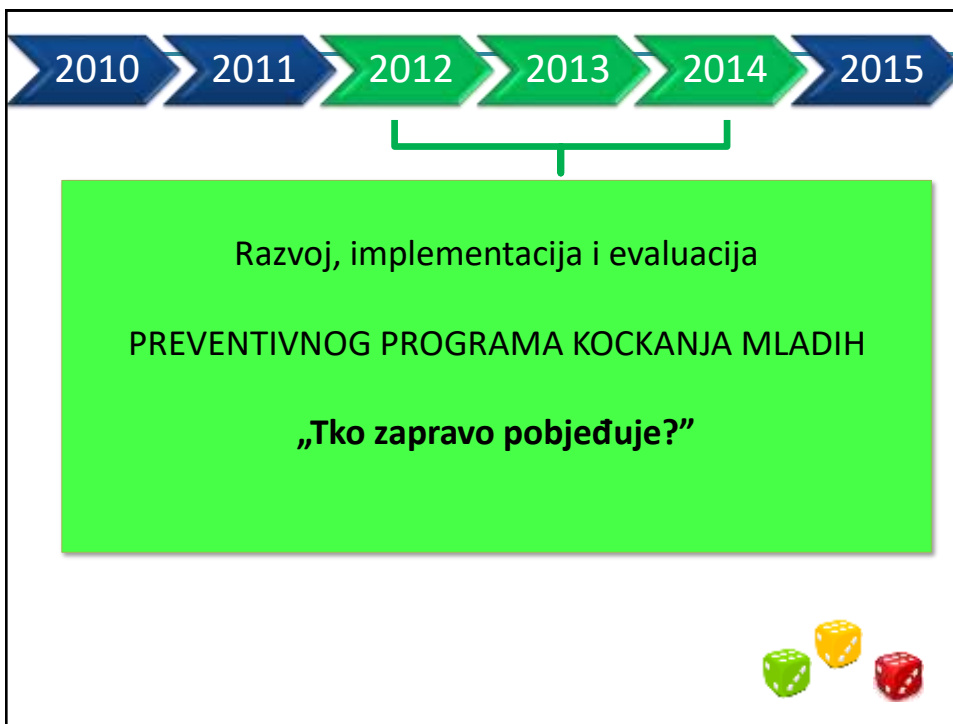 2010 2011 2012 2013 2014 2015
Razvoj, implementacija i evaluacija
PREVENTIVNOG PROGRAMA KOCKANJA MLADIH
„Tko zapravo pobjeđuje?”